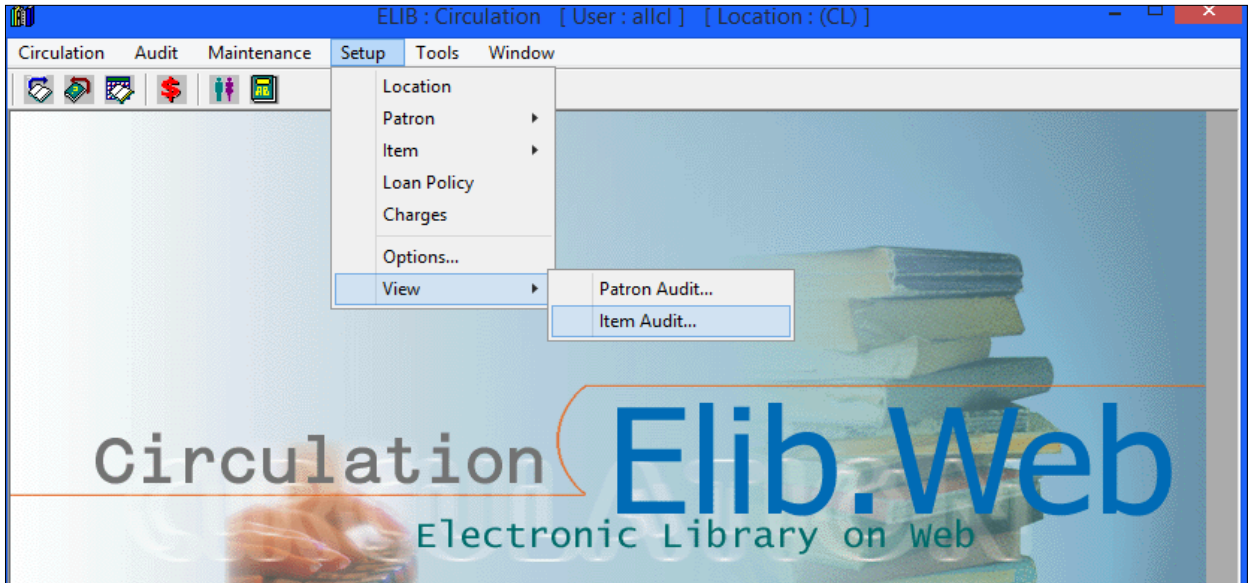 ELIB : Circulation [ User : allcl ] [ Location : (CL) ]
Circulation Audit Maintenance Setup Tools Window
Location
Patron
Item
Loan Policy
Charges
Options...
View
Patron Audit...
Item Audit...
Circulation
Elib.Web
CIRCULATION
Electronic Library on Web